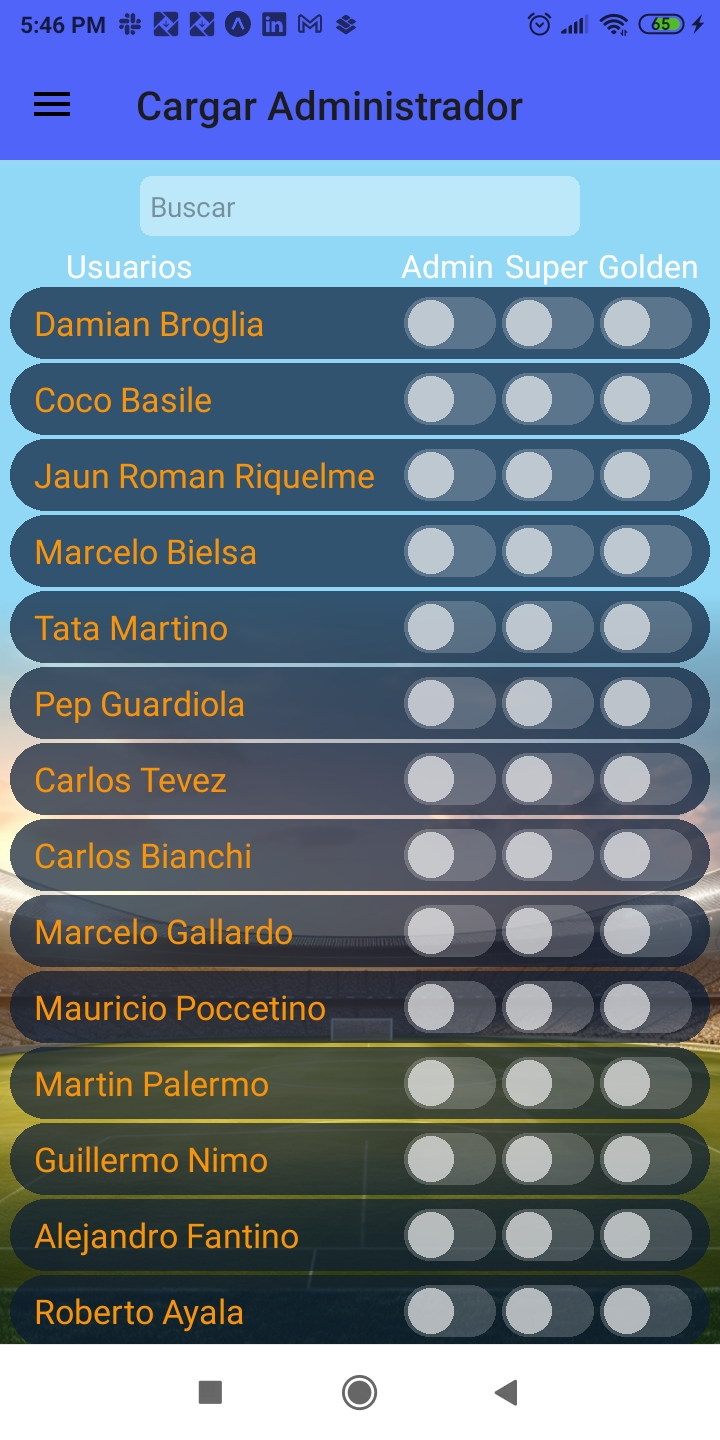 5:46 PM 65
Cargar Administrador
Buscar
Usuarios Admin Super Golden
Damian Broglia
Coco Basile
Jaun Roman Riquelme
Marcelo Bielsa
Tata Martino
Pep Guardiola
Carlos Tevez
Carlos Bianchi
Marcelo Gallardo
Mauricio Poccetino
Martin Palermo
Guillermo Nimo
Alejandro Fantino
Roberto Ayala